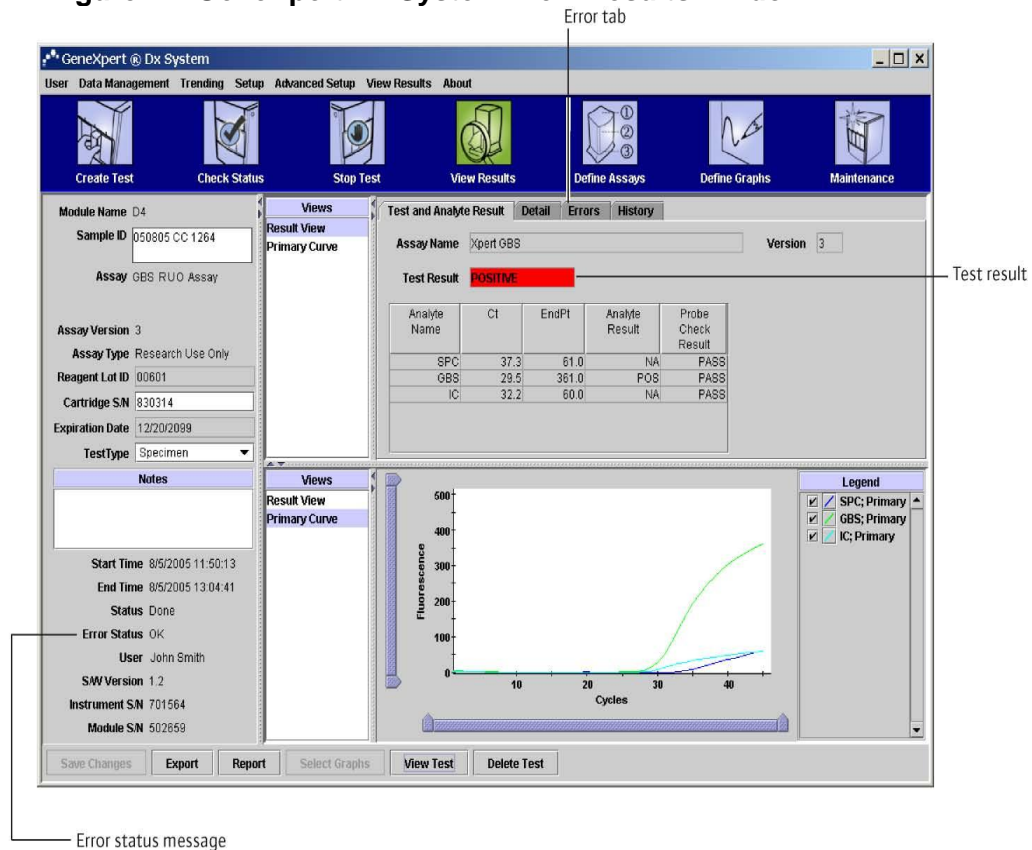 Error tab
GeneXpert ® Dx System
User Data Management Trending Setup Advanced Setup View Results About
① ② ③
Create Test Check Status Stop Test View Results Define Assays Define Graphs Maintenance
Module Name D4
Sample ID 050805 CC 1264
Assay GBS RUO Assay
Assay Version 3
Assay Type Research Use Only
Reagent Lot ID 00601
Cartridge S/N 830314
Expiration Date 12/20/2099
TestType Specimen
Notes
Start Time 8/5/2005 11:50:13
End Time 8/5/2005 13:04:41
Status Done
Error Status OK
User John Smith
S/W Version 1.2
Instrument S/N 701564
Module S/N 502659
Views
Result View
Primary Curve
Test and Analyte Result Detail Errors History
Assay Name Xpert GBS Version 3
Test Result POSITIVE
Test result
Analyte Name Ct EndPt Analyte Result Probe Check Result
SPC 37.3 61.0 NA PASS
GBS 29.5 361.0 POS PASS
IC 32.2 60.0 NA PASS
Views
Result View
Primary Curve
500
400
300
200
100
0
Fluorescence
10 20 30 40
Cycles
Legend
SPC; Primary
GBS; Primary
IC; Primary
Save Changes Export Report Select Graphs View Test Delete Test
Error status message